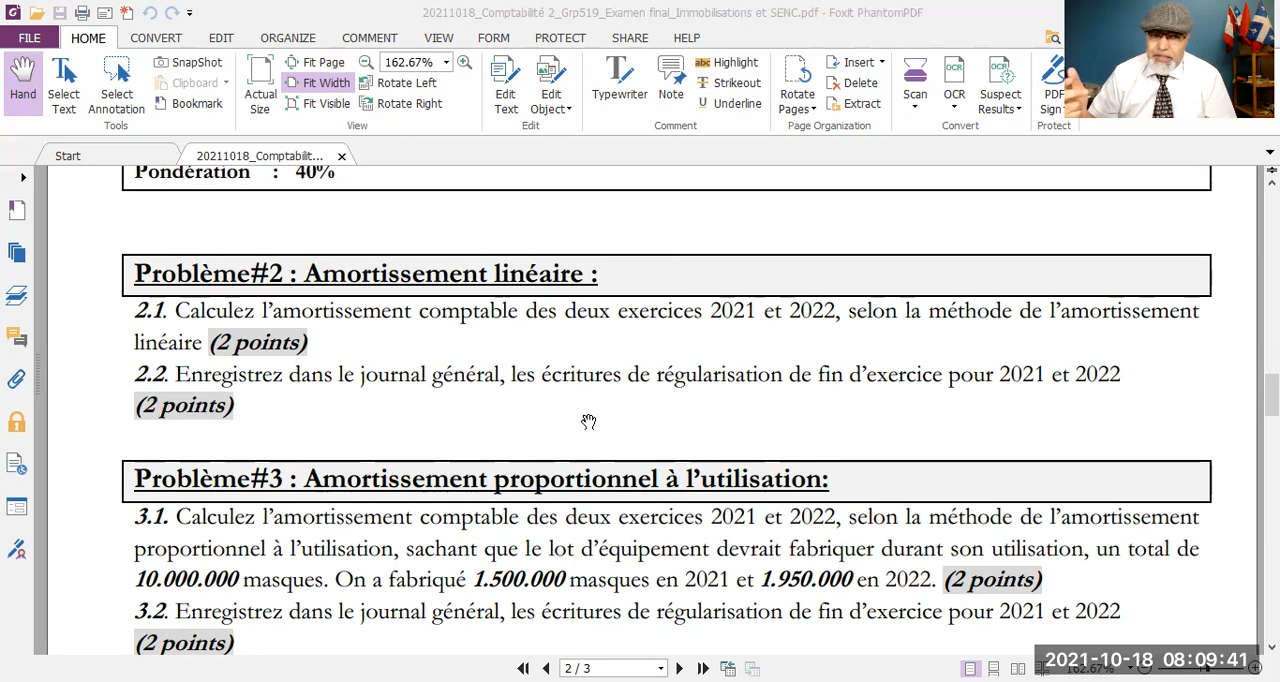 20211018_Comptabilité 2_Grp519_Examen final_Immobilisations et SENC.pdf - Foxit PhantomPDF
FILE HOME CONVERT EDIT ORGANIZE COMMENT VIEW FORM PROTECT SHARE HELP
SnapShot Fit Page 162.67% Highlight Insert
Clipboard Fit Width Rotate Left Strikeout Delete
Bookmark Fit Visible Rotate Right Underline Extract
Hand Select Text Select Annotation Actual Size Edit Text Edit Object Typewriter Note Rotate Pages Scan OCR Suspect Results PDF Sign
Tools View Edit Comment Page Organization Convert Protect
Start 20211018_Comptabilit...
Pondération : 40%
Problème#2 : Amortissement linéaire :
2.1. Calculez l’amortissement comptable des deux exercices 2021 et 2022, selon la méthode de l’amortissement
linéaire (2 points)
2.2. Enregistrez dans le journal général, les écritures de régularisation de fin d’exercice pour 2021 et 2022
(2 points)
Problème#3 : Amortissement proportionnel à l’utilisation:
3.1. Calculez l’amortissement comptable des deux exercices 2021 et 2022, selon la méthode de l’amortissement
proportionnel à l’utilisation, sachant que le lot d’équipement devrait fabriquer durant son utilisation, un total de
10.000.000 masques. On a fabriqué 1.500.000 masques en 2021 et 1.950.000 en 2022. (2 points)
3.2. Enregistrez dans le journal général, les écritures de régularisation de fin d’exercice pour 2021 et 2022
(2 points)
2 / 3
162.67%
2021-10-18 08:09:41